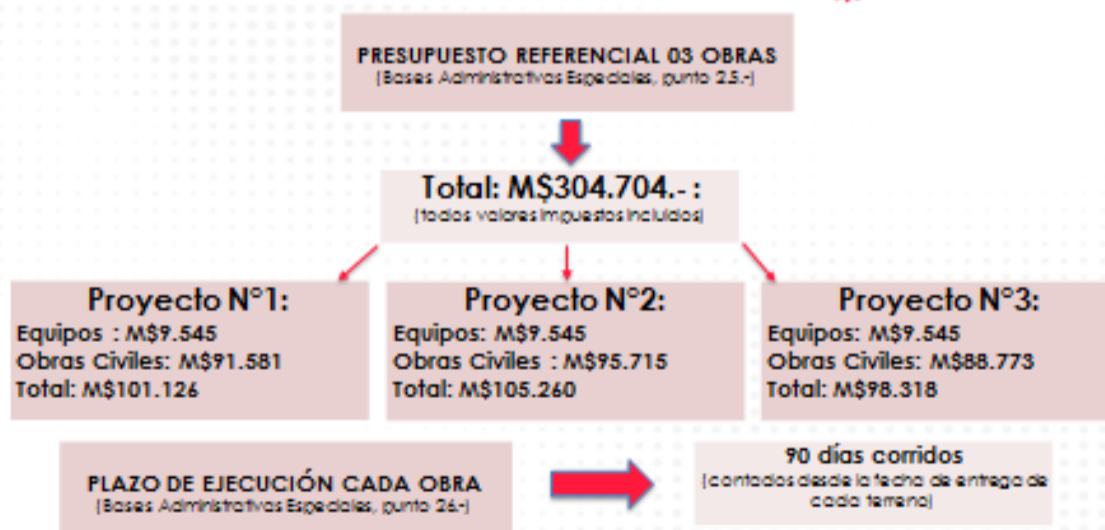 PRESUPUESTO REFERENCIAL 03 OBRAS
(Bases Administrativas Especiales, punto 2.5.-)
Total: M$304.704.- :
(todos valores impuestos incluidos)
Proyecto N°1:
Equipos : M$9.545
Obras Civiles: M$91.581
Total: M$101.126
Proyecto N°2:
Equipos: M$9.545
Obras Civiles : M$95.715
Total: M$105.260
Proyecto N°3:
Equipos: M$9.545
Obras Civiles: M$88.773
Total: M$98.318
PLAZO DE EJECUCIÓN CADA OBRA
(Bases Administrativas Especiales, punto 26.-)
90 días corridos
(contados desde la fecha de entrega de
cada terreno)